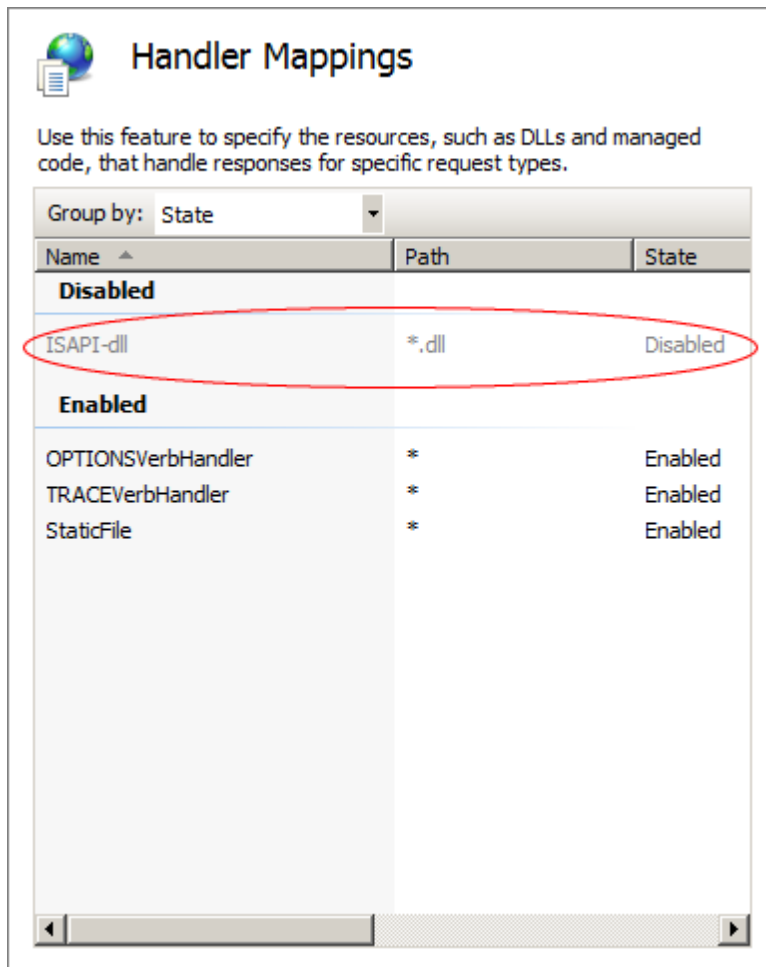 Handler Mappings
Use this feature to specify the resources, such as DLLs and managed
code, that handle responses for specific request types.
Group by: State
Name Path State
Disabled
ISAPI-dll *.dll Disabled
Enabled
OPTIONSVerbHandler * Enabled
TRACEVerbHandler * Enabled
StaticFile * Enabled